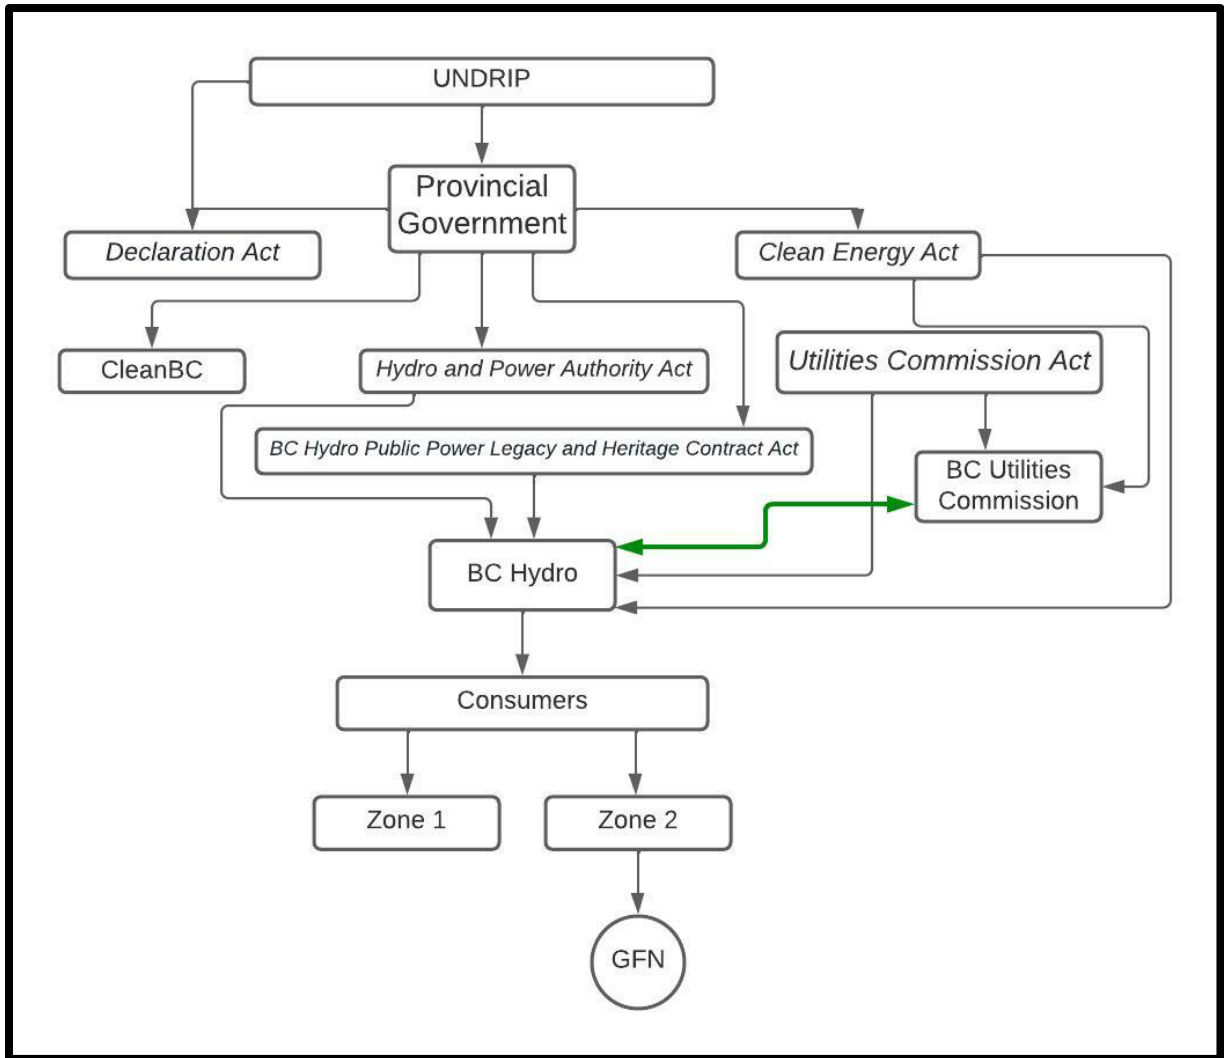 UNDRIP
Provincial
Government
Declaration Act
Clean Energy Act
CleanBC
Hydro and Power Authority Act
Utilities Commission Act
BC Hydro Public Power Legacy and Heritage Contract Act
BC Utilities
Commission
BC Hydro
Consumers
Zone 1
Zone 2
GFN